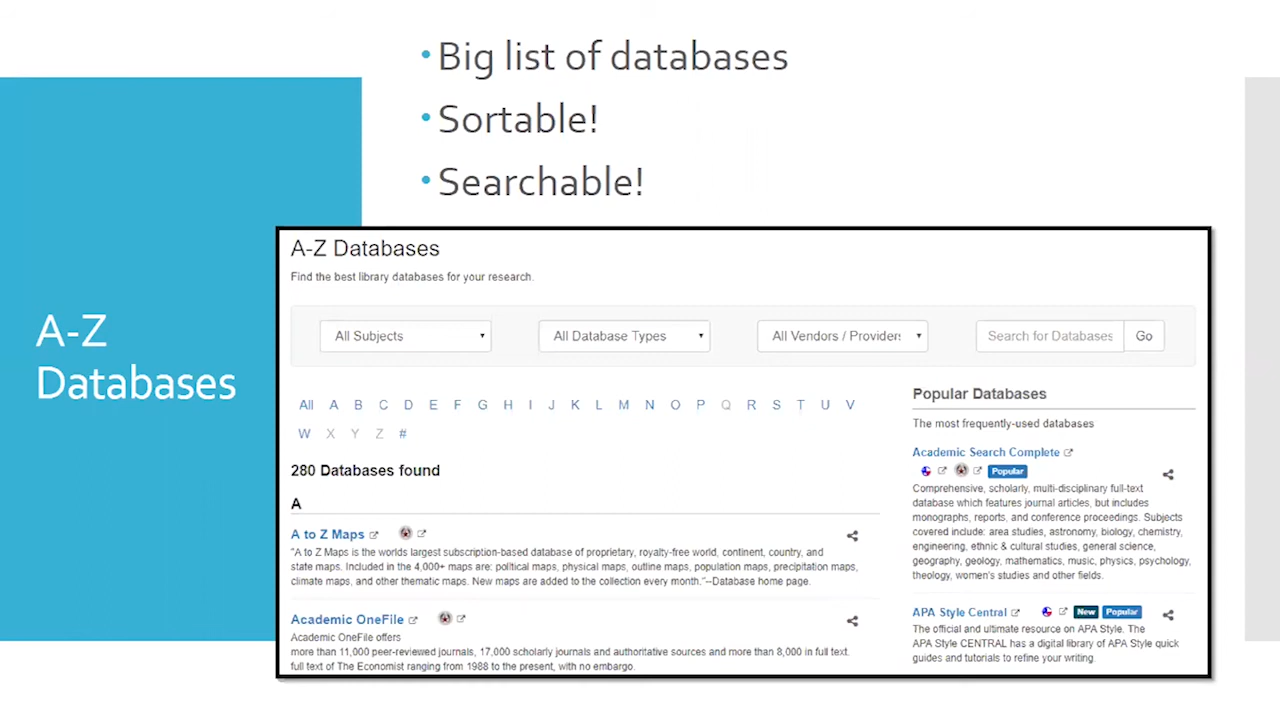 • Big list of databases
• Sortable!
• Searchable!
A-Z
Databases
A-Z Databases
Find the best library databases for your research.
All Subjects
All Database Types
All Vendors / Providers
Search for Databases
Go
All A B C D E F G H I J K L M N O P Q R S T U V
W X Y Z #
280 Databases found
A
A to Z Maps
"A to Z Maps is the worlds largest subscription-based database of proprietary, royalty-free world, continent, country, and
state maps. Included in the 4,000+ maps are: political maps, physical maps, outline maps, population maps, precipitation maps,
climate maps, and other thematic maps. New maps are added to the collection every month."--Database home page.
Academic OneFile
Academic OneFile offers
more than 11,000 peer-reviewed journals, 17,000 scholarly journals and authoritative sources and more than 8,000 in full text.
full text of The Economist ranging from 1988 to the present, with no embargo.
Popular Databases
The most frequently-used databases
Academic Search Complete
Popular
Comprehensive, scholarly, multi-disciplinary full-text
database which features journal articles, but includes
monographs, reports, and conference proceedings. Subjects
covered include: area studies, astronomy, biology, chemistry,
engineering, ethnic & cultural studies, general science,
geography, geology, mathematics, music, physics, psychology,
theology, women's studies and other fields.
APA Style Central New Popular
The official and ultimate resource on APA Style. The
APA Style CENTRAL has a digital library of APA Style quick
guides and tutorials to refine your writing.